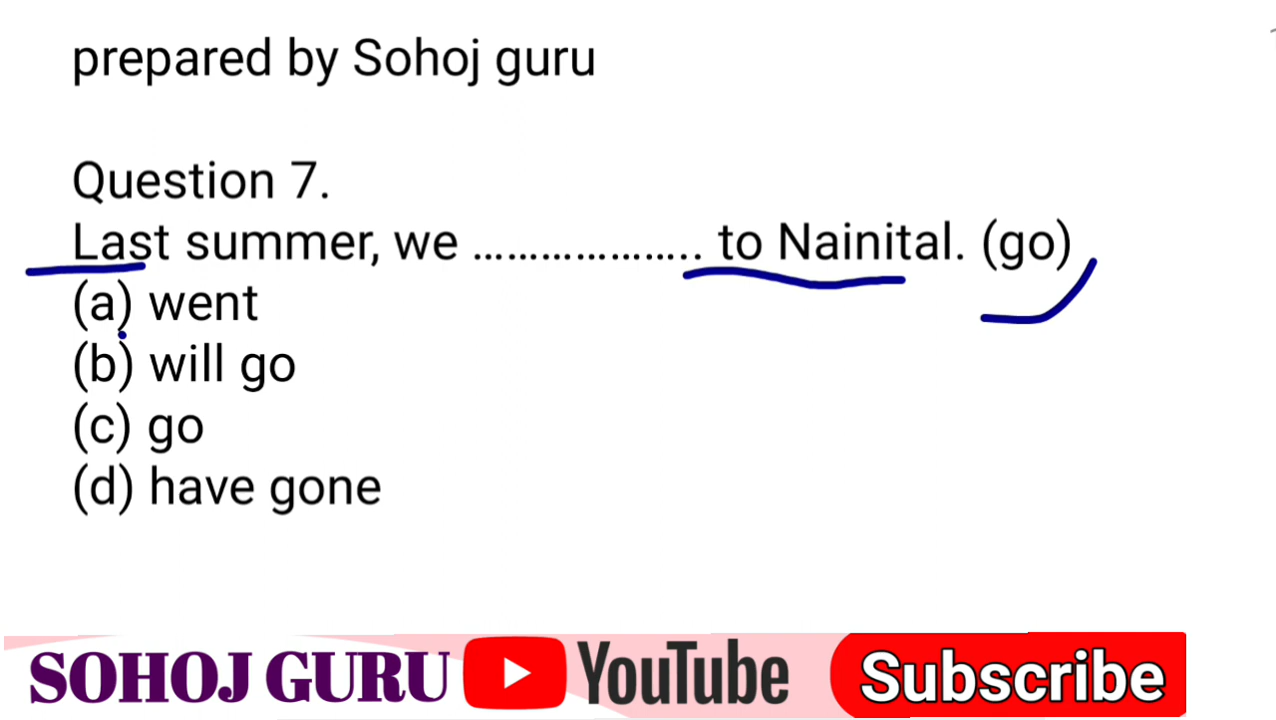 prepared by Sohoj guru
Question 7.
Last summer, we ..................... to Nainital. (go)
(a) went
(b) will go
(c) go
(d) have gone
SOHOJ GURU YouTube Subscribe